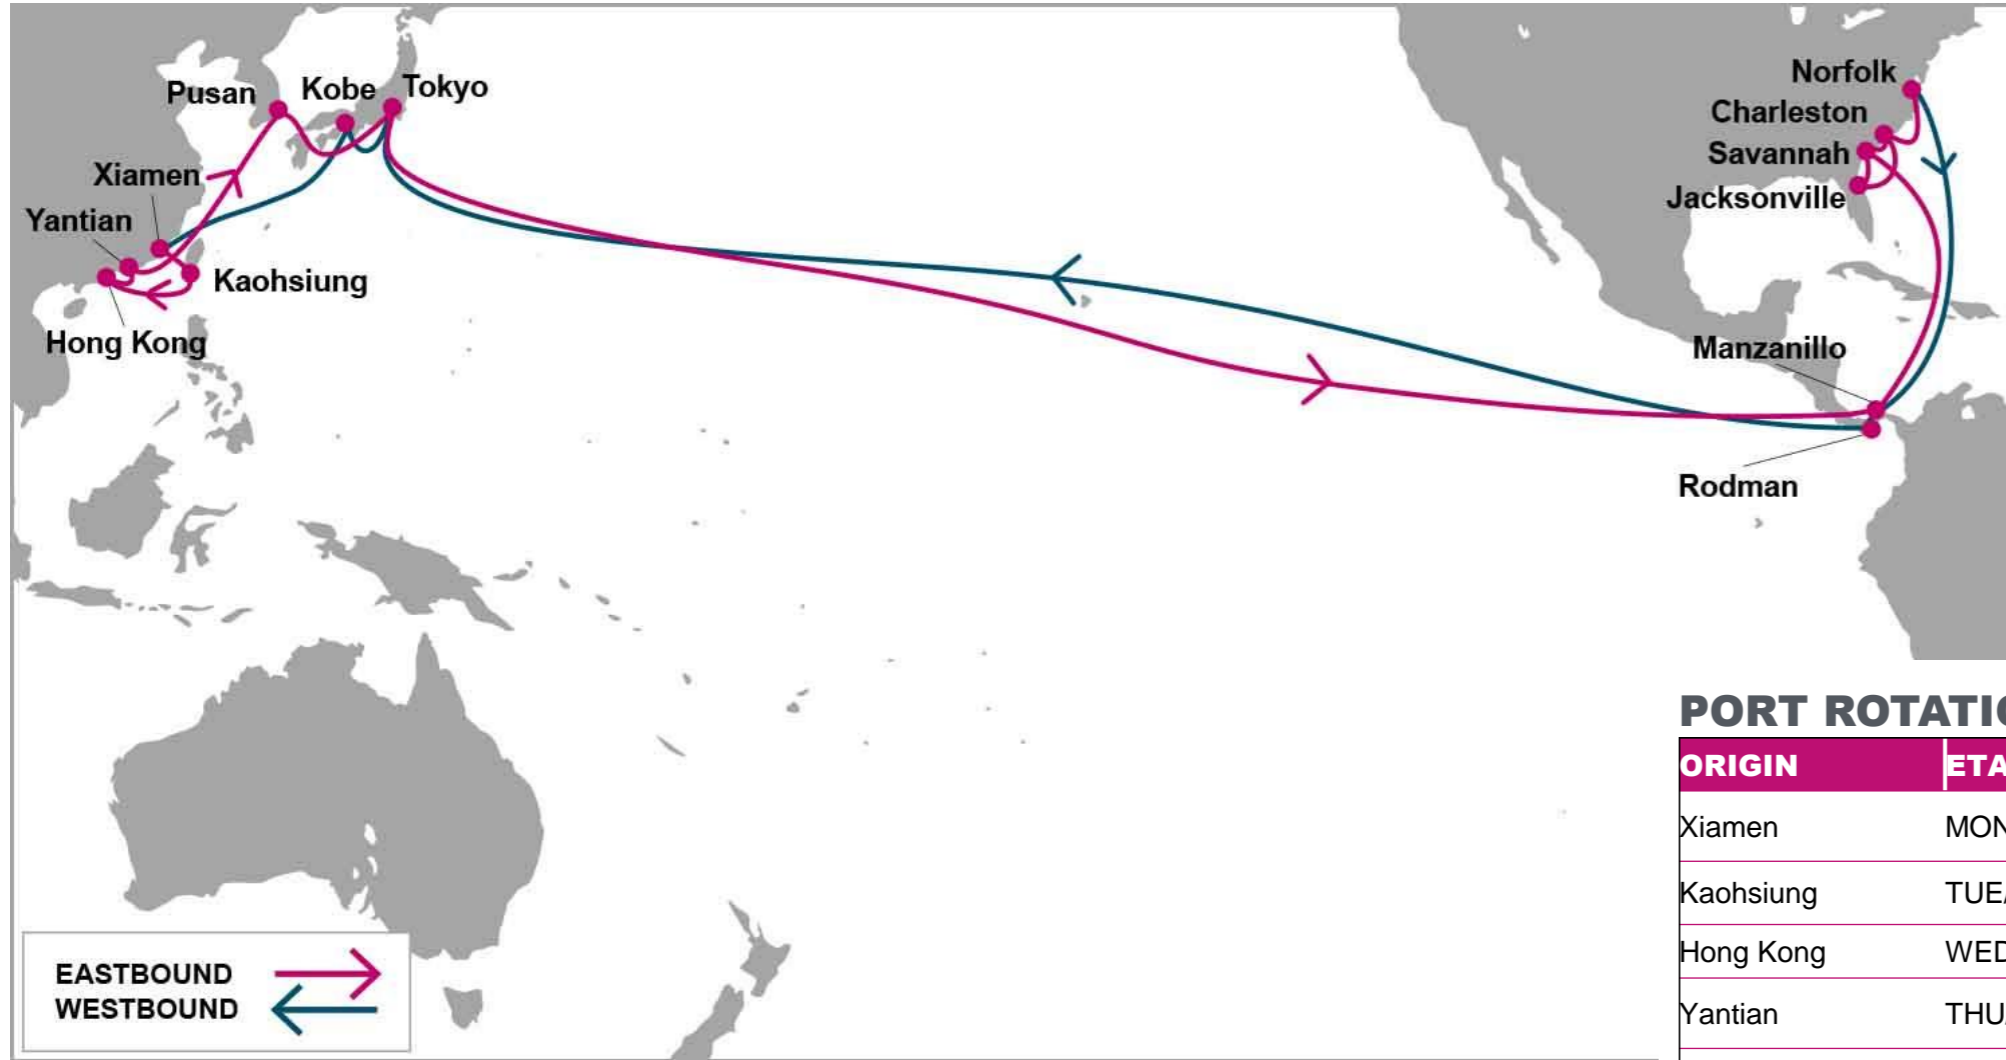 Pusan
Kobe
Tokyo
Xiamen
Yantian
Kaohsiung
Hong Kong
Norfolk
Charleston
Savannah
Jacksonville
Manzanillo
Rodman
EASTBOUND
WESTBOUND
PORT ROTATIO
ORIGIN ETA
Xiamen MON
Kaohsiung TUE/
Hong Kong WED
Yantian THU/